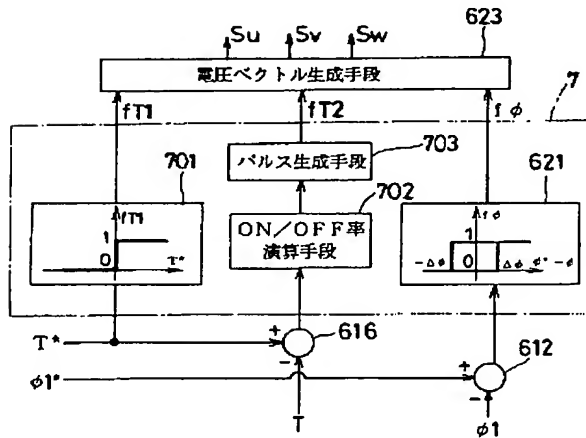 Su Sv Sw
623
電圧ベクトル生成手段
7
fT1 fT2 fφ
701
703
621
パルス生成手段
702
fT1
1
0
T*
ON/OFF率
演算手段
fφ
1
0
-Δφ Δφ φ*-φ
T*
+
-
616
φ1*
+
-
612
T
φ1